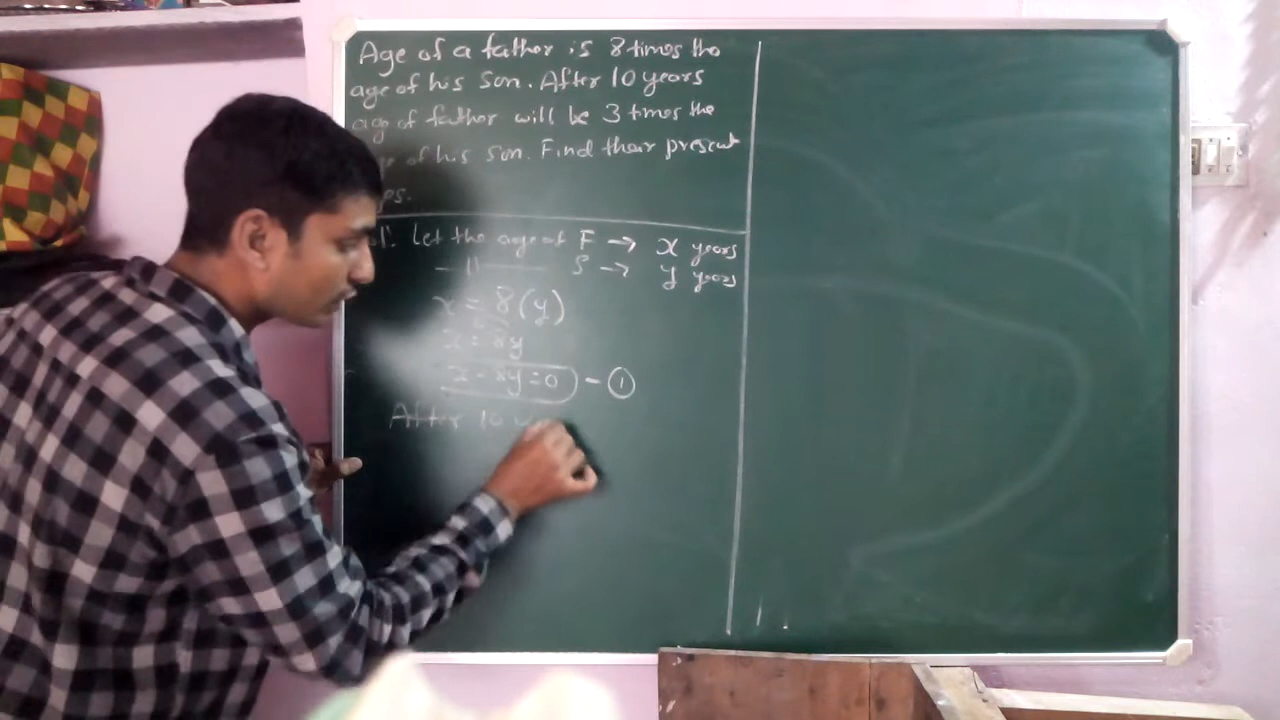 Age of a father is 8 times the
age of his son. After 10 years
age of father will be 3 times the
of his son. Find their present
Let the age of F → x years
—11— S → y years
x = 8(y)
x = 8y
x - 8y = 0 - ①
After 10